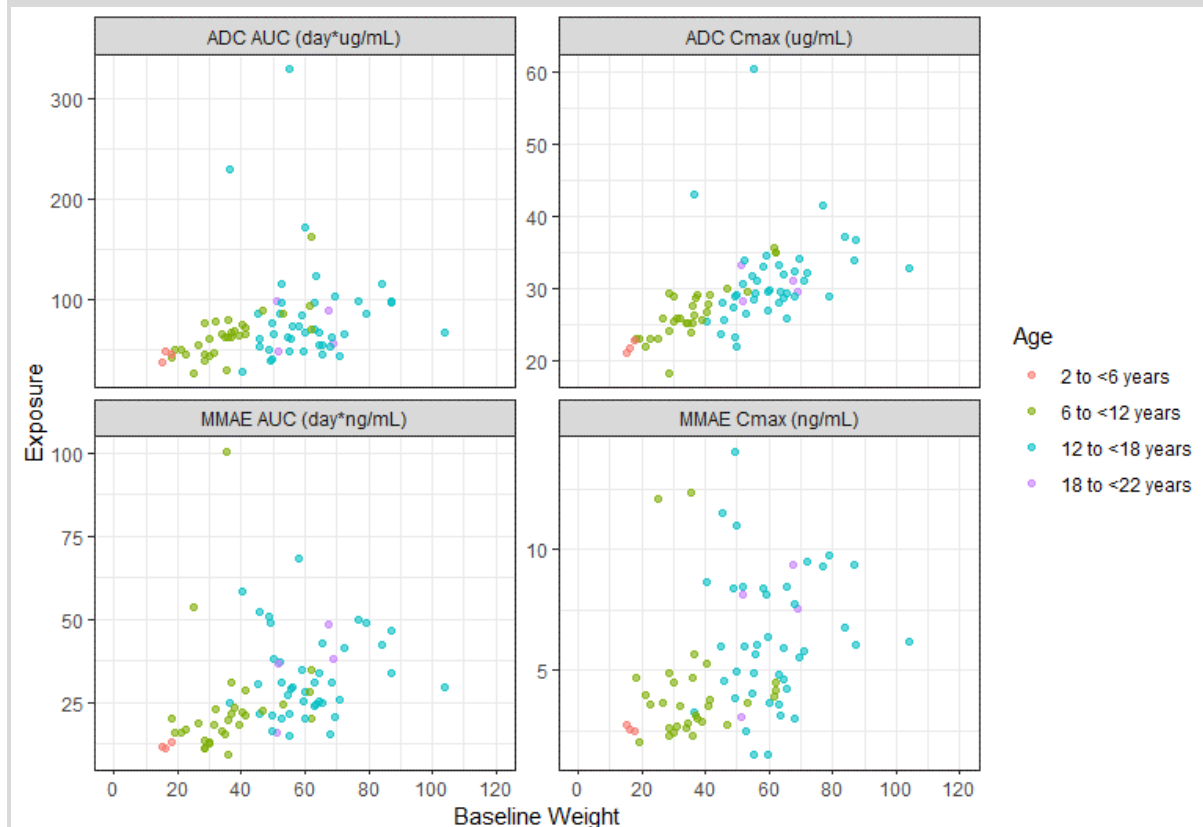 ADC AUC (day*ug/mL)
ADC Cmax (ug/mL)
300
200
100
60
50
40
30
20
Exposure
MMAE AUC (day*ng/mL)
MMAE Cmax (ng/mL)
100
75
50
25
10
5
0 20 40 60 80 100 120
0 20 40 60 80 100 120
Baseline Weight
Age
2 to <6 years
6 to <12 years
12 to <18 years
18 to <22 years